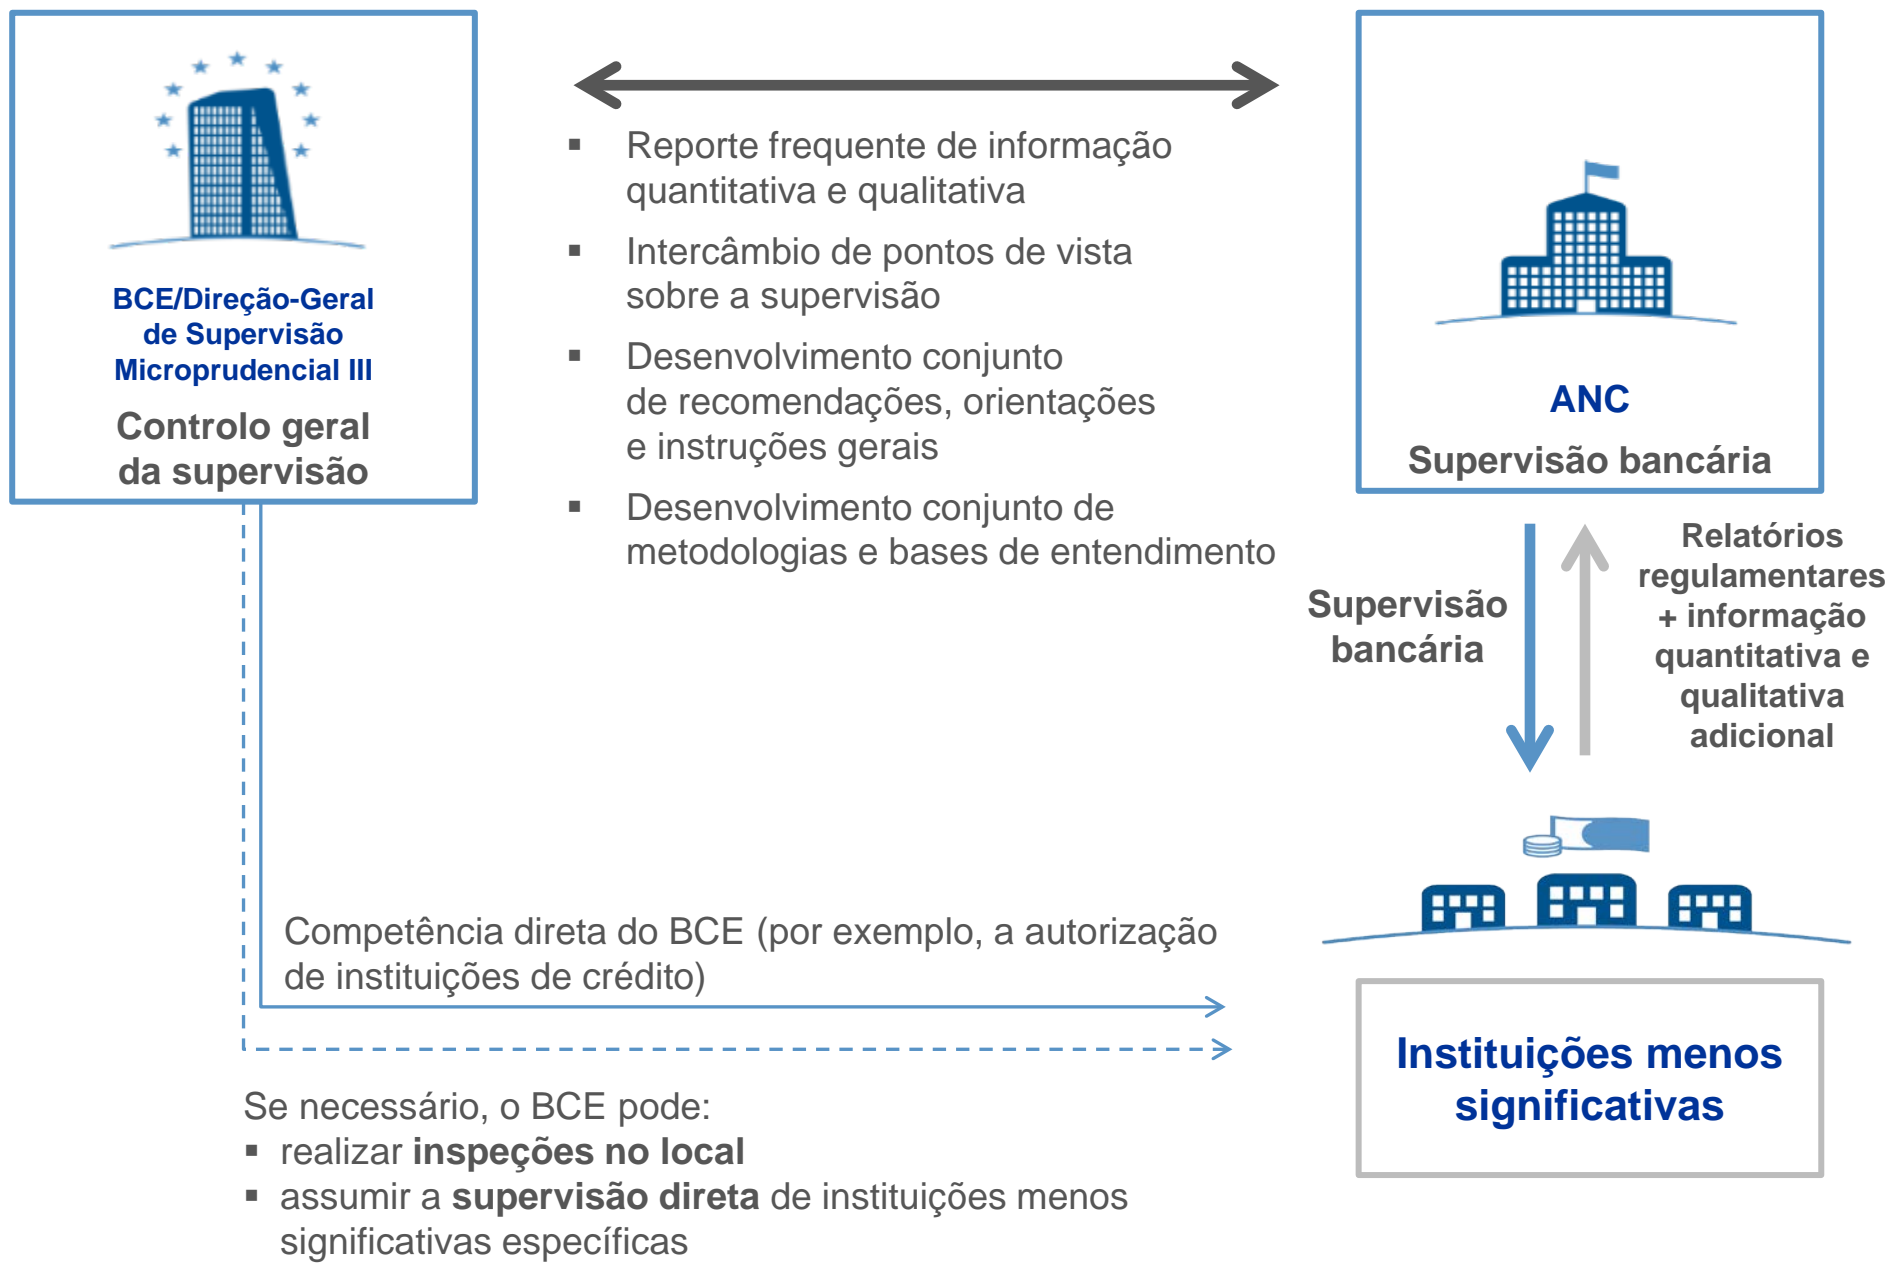 BCE/Direção-Geral
de Supervisão
Microprudencial III
Controlo geral
da supervisão
▪ Reporte frequente de informação
quantitativa e qualitativa
▪ Intercâmbio de pontos de vista
sobre a supervisão
▪ Desenvolvimento conjunto
de recomendações, orientações
e instruções gerais
▪ Desenvolvimento conjunto de
metodologias e bases de entendimento
ANC
Supervisão bancária
Supervisão
bancária
Relatórios
regulamentares
+ informação
quantitativa e
qualitativa
adicional
Competência direta do BCE (por exemplo, a autorização
de instituições de crédito)
Instituições menos
significativas
Se necessário, o BCE pode:
▪ realizar inspeções no local
▪ assumir a supervisão direta de instituições menos
significativas específicas